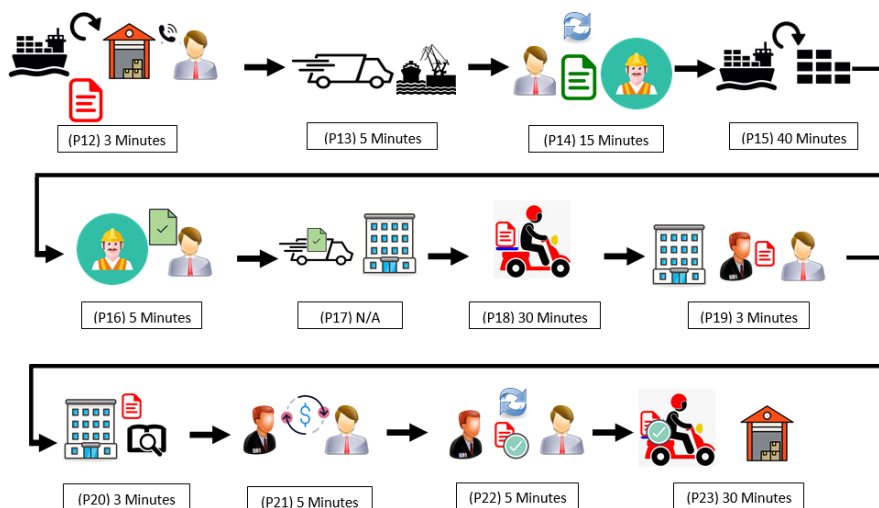 (P12) 3 Minutes
(P13) 5 Minutes
(P14) 15 Minutes
(P15) 40 Minutes
(P16) 5 Minutes
(P17) N/A
(P18) 30 Minutes
(P19) 3 Minutes
$
(P20) 3 Minutes
(P21) 5 Minutes
(P22) 5 Minutes
(P23) 30 Minutes